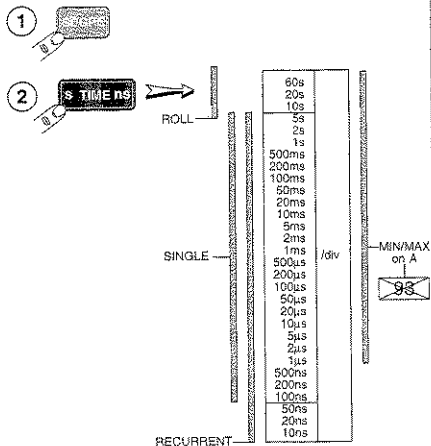 1
2
s TIME ns
ROLL
60s
20s
10s
5s
2s
1s
500ms
200ms
100ms
50ms
20ms
10ms
5ms
2ms
1ms
500µs
200µs
100µs
50µs
20µs
10µs
5µs
2µs
1µs
500ns
200ns
100ns
50ns
20ns
10ns
/div
SINGLE
RECURRENT
MIN/MAX
on A
93